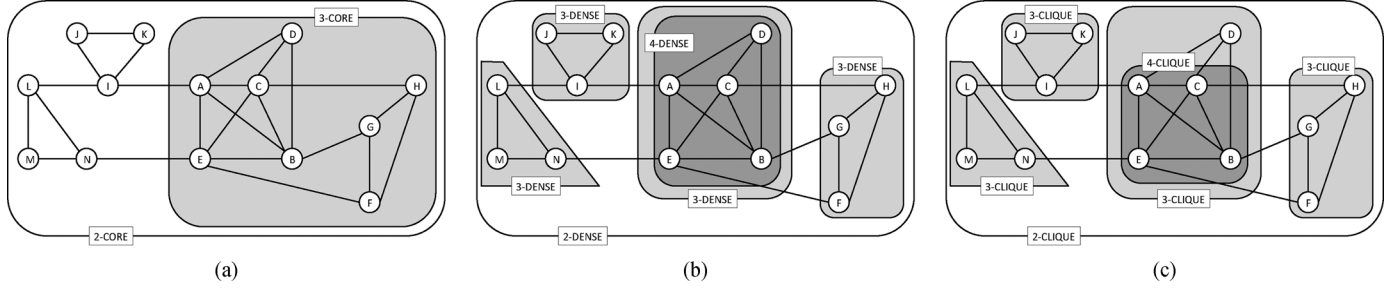 3-CORE
J
K
D
L
I
A
C
H
G
M
N
E
B
F
2-CORE
(a)
3-DENSE
J
K
4-DENSE
D
3-DENSE
L
I
A
C
H
G
M
N
E
B
3-DENSE
3-DENSE
F
2-DENSE
(b)
3-CLIQUE
J
K
D
4-CLIQUE
3-CLIQUE
L
I
A
C
H
G
M
N
E
B
3-CLIQUE
3-CLIQUE
F
2-CLIQUE
(c)